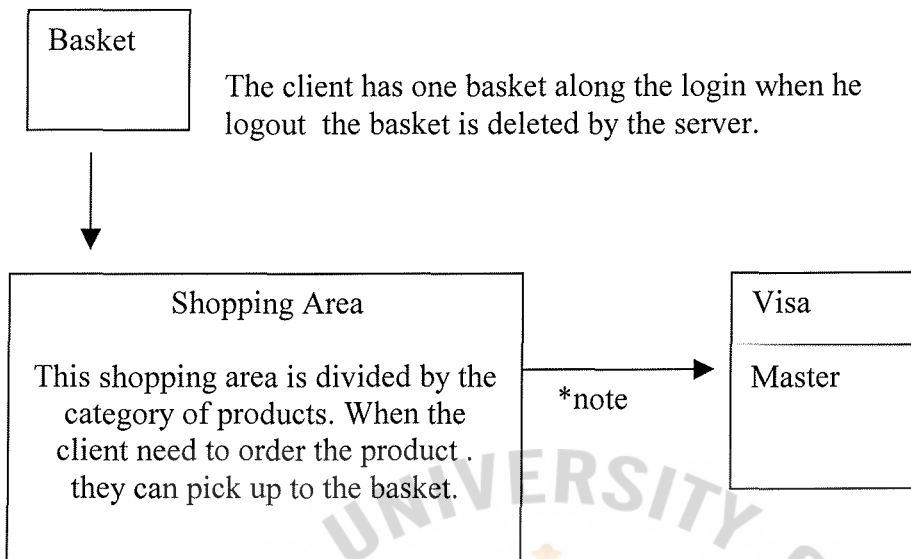 Basket
The client has one basket along the login when he
logout the basket is deleted by the server.
Shopping Area
This shopping area is divided by the
category of products. When the
client need to order the product .
they can pick up to the basket.
*note
Visa
Master
UNIVERSITY